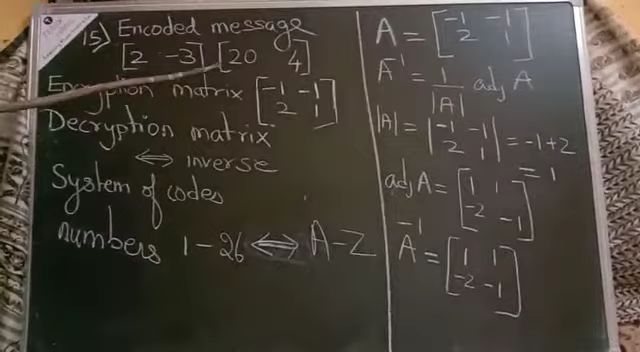 15) Encoded message
[2 -3] [20 4]
Encryption matrix [-1 -1
2 1]
Decryption matrix
⇔ inverse
System of codes
numbers 1-26 ⇔ A-Z
A = [-1 -1
2 1]
A⁻¹ = 1/|A| adj A
|A| = |-1 -1
2 1| = -1+2
= 1
adj A = [1 1
-2 -1]
A⁻¹ = [1 1
-2 -1]